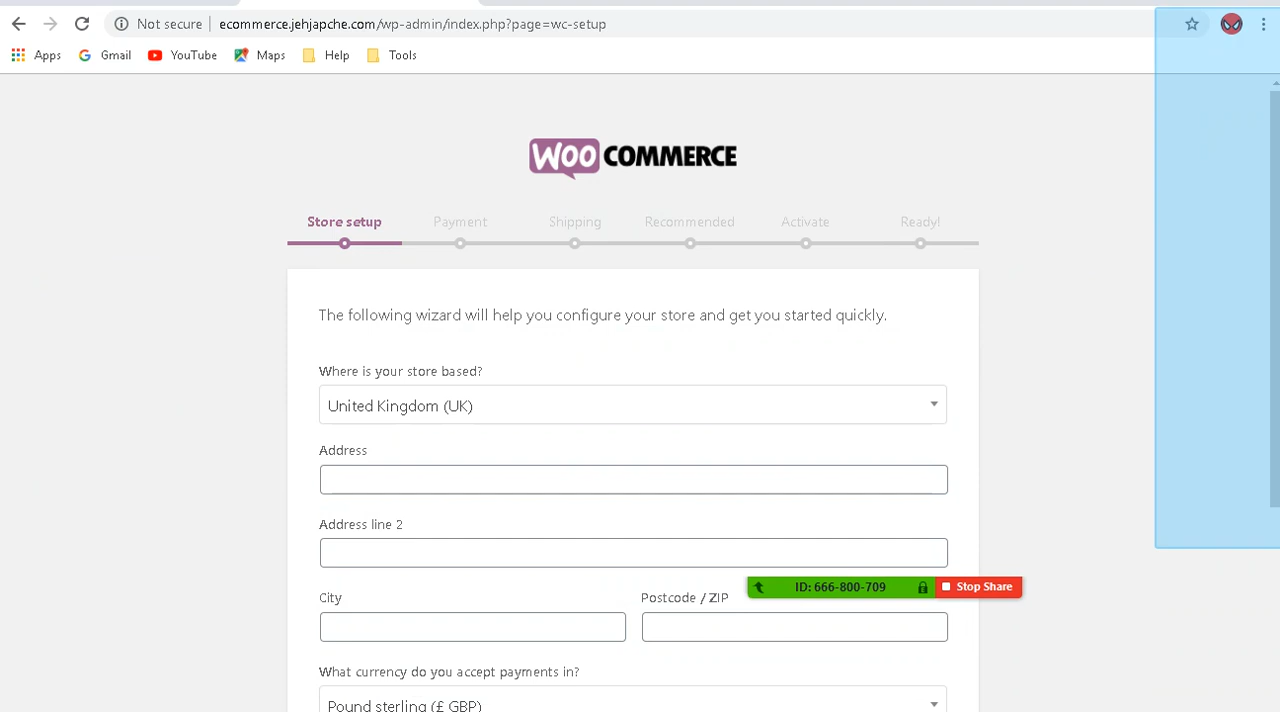 Not secure | ecommerce.jehjapche.com/wp-admin/index.php?page=wc-setup
Apps Gmail YouTube Maps Help Tools
WOO COMMERCE
Store setup Payment Shipping Recommended Activate Ready!
The following wizard will help you configure your store and get you started quickly.
Where is your store based?
United Kingdom (UK)
Address
Address line 2
ID: 666-800-709 Stop Share
City Postcode / ZIP
What currency do you accept payments in?
Pound sterling (£ GBP)